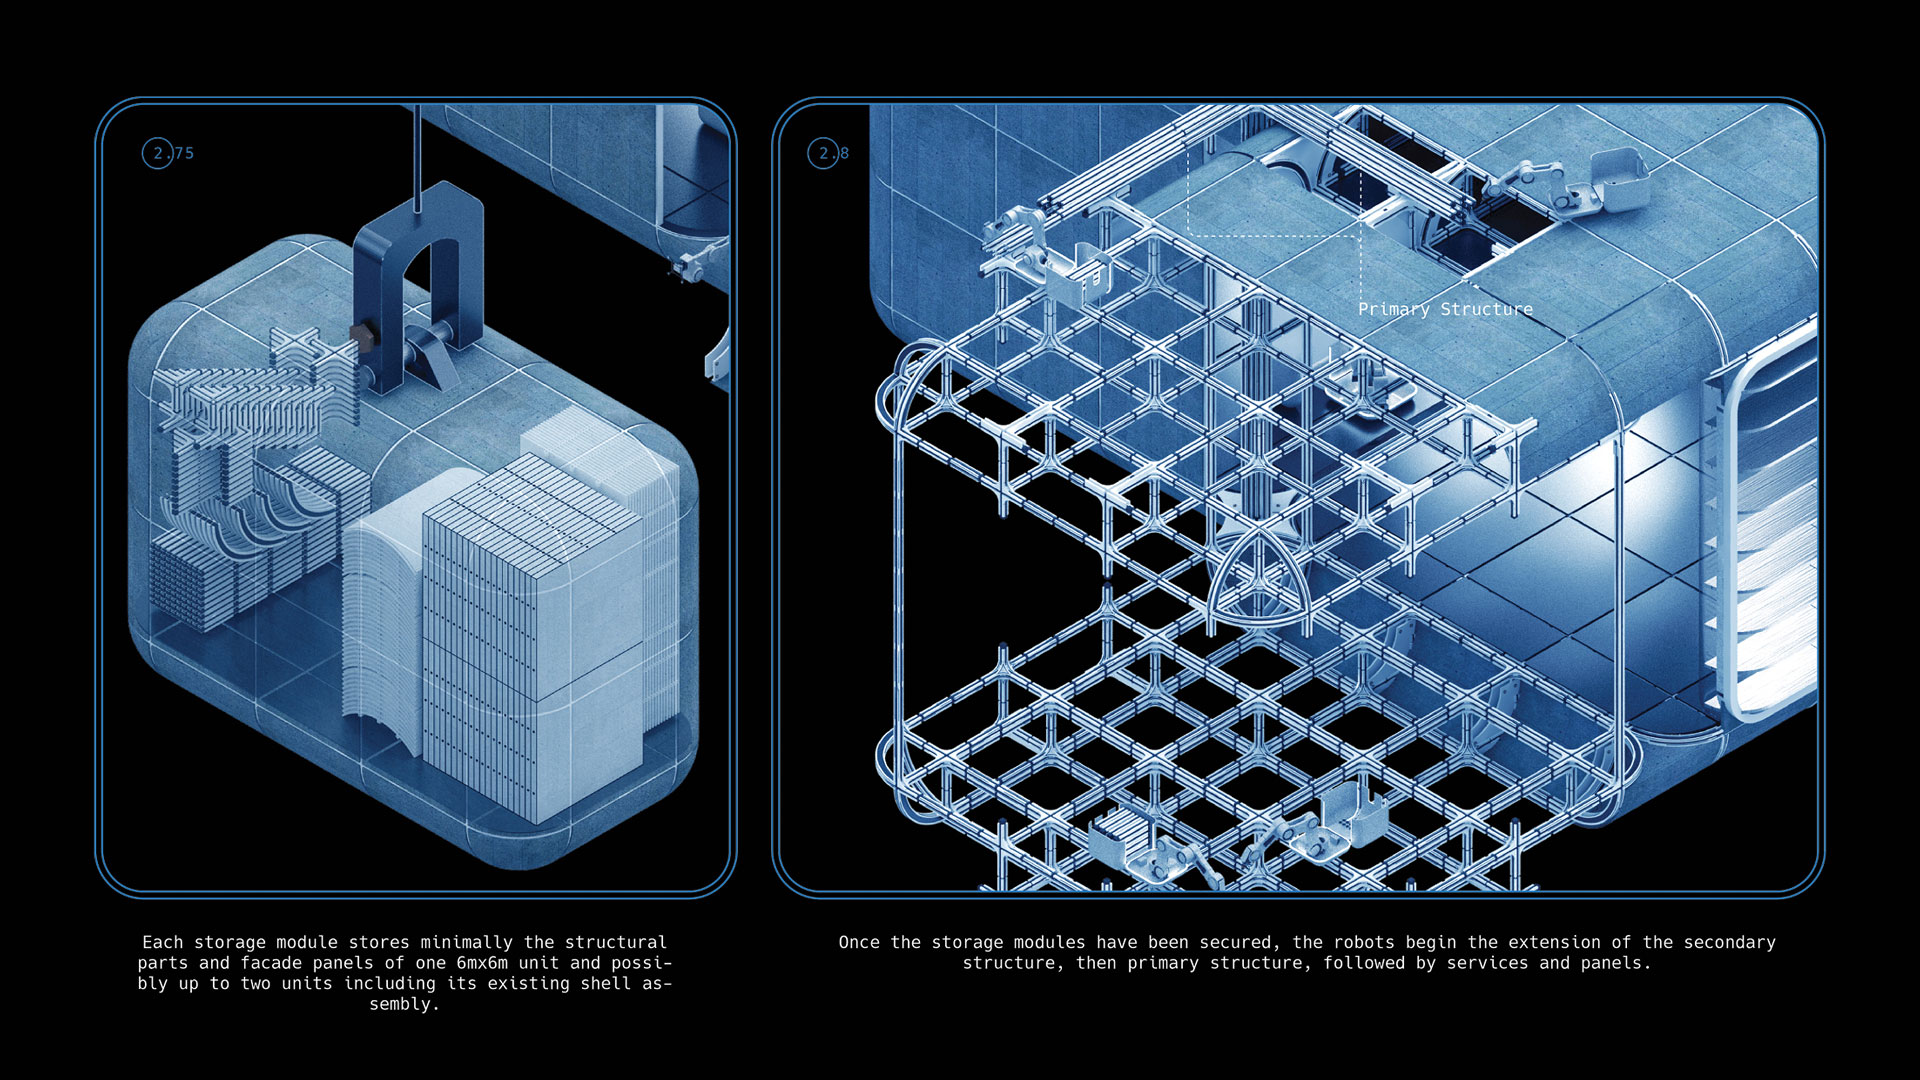 2.75
Each storage module stores minimally the structural
parts and facade panels of one 6mx6m unit and possi-
bly up to two units including its existing shell as-
sembly.
2.8
Primary Structure
Once the storage modules have been secured, the robots begin the extension of the secondary
structure, then primary structure, followed by services and panels.